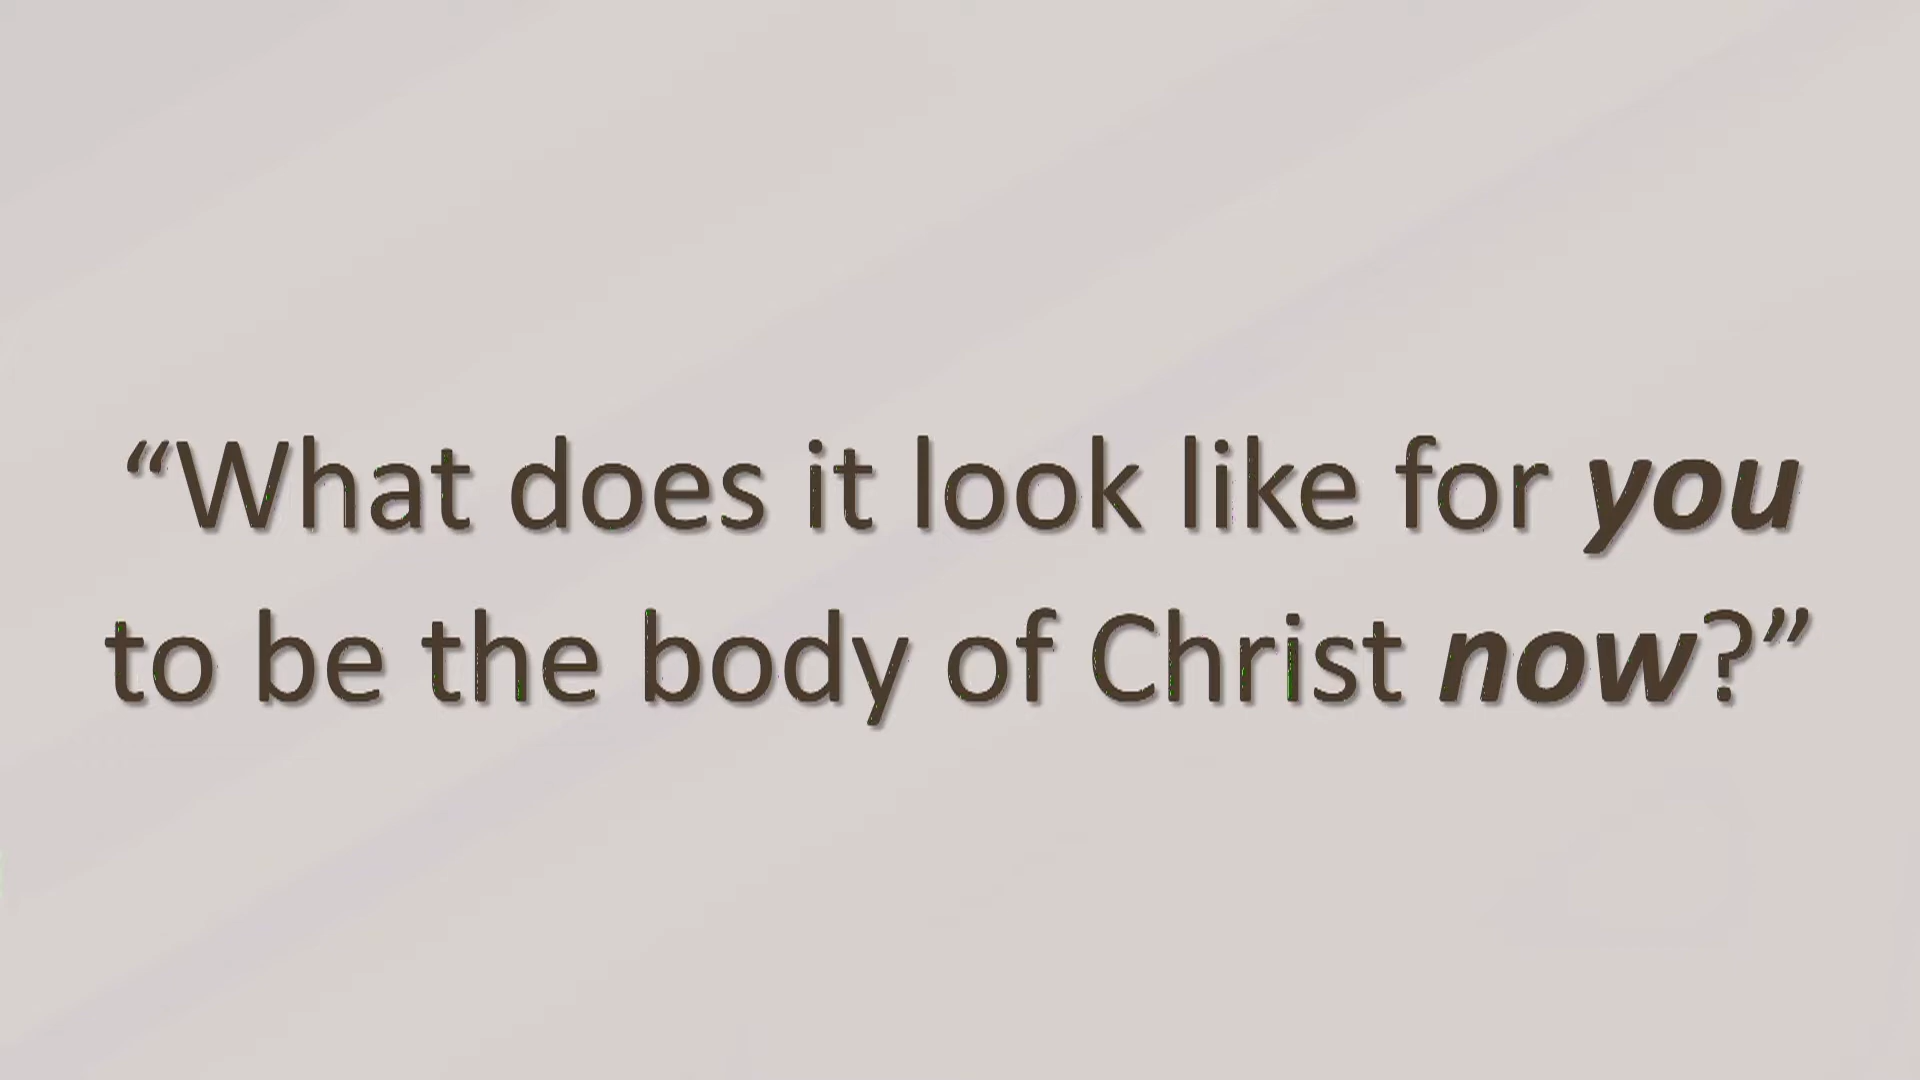 “What does it look like for you
to be the body of Christ now?”